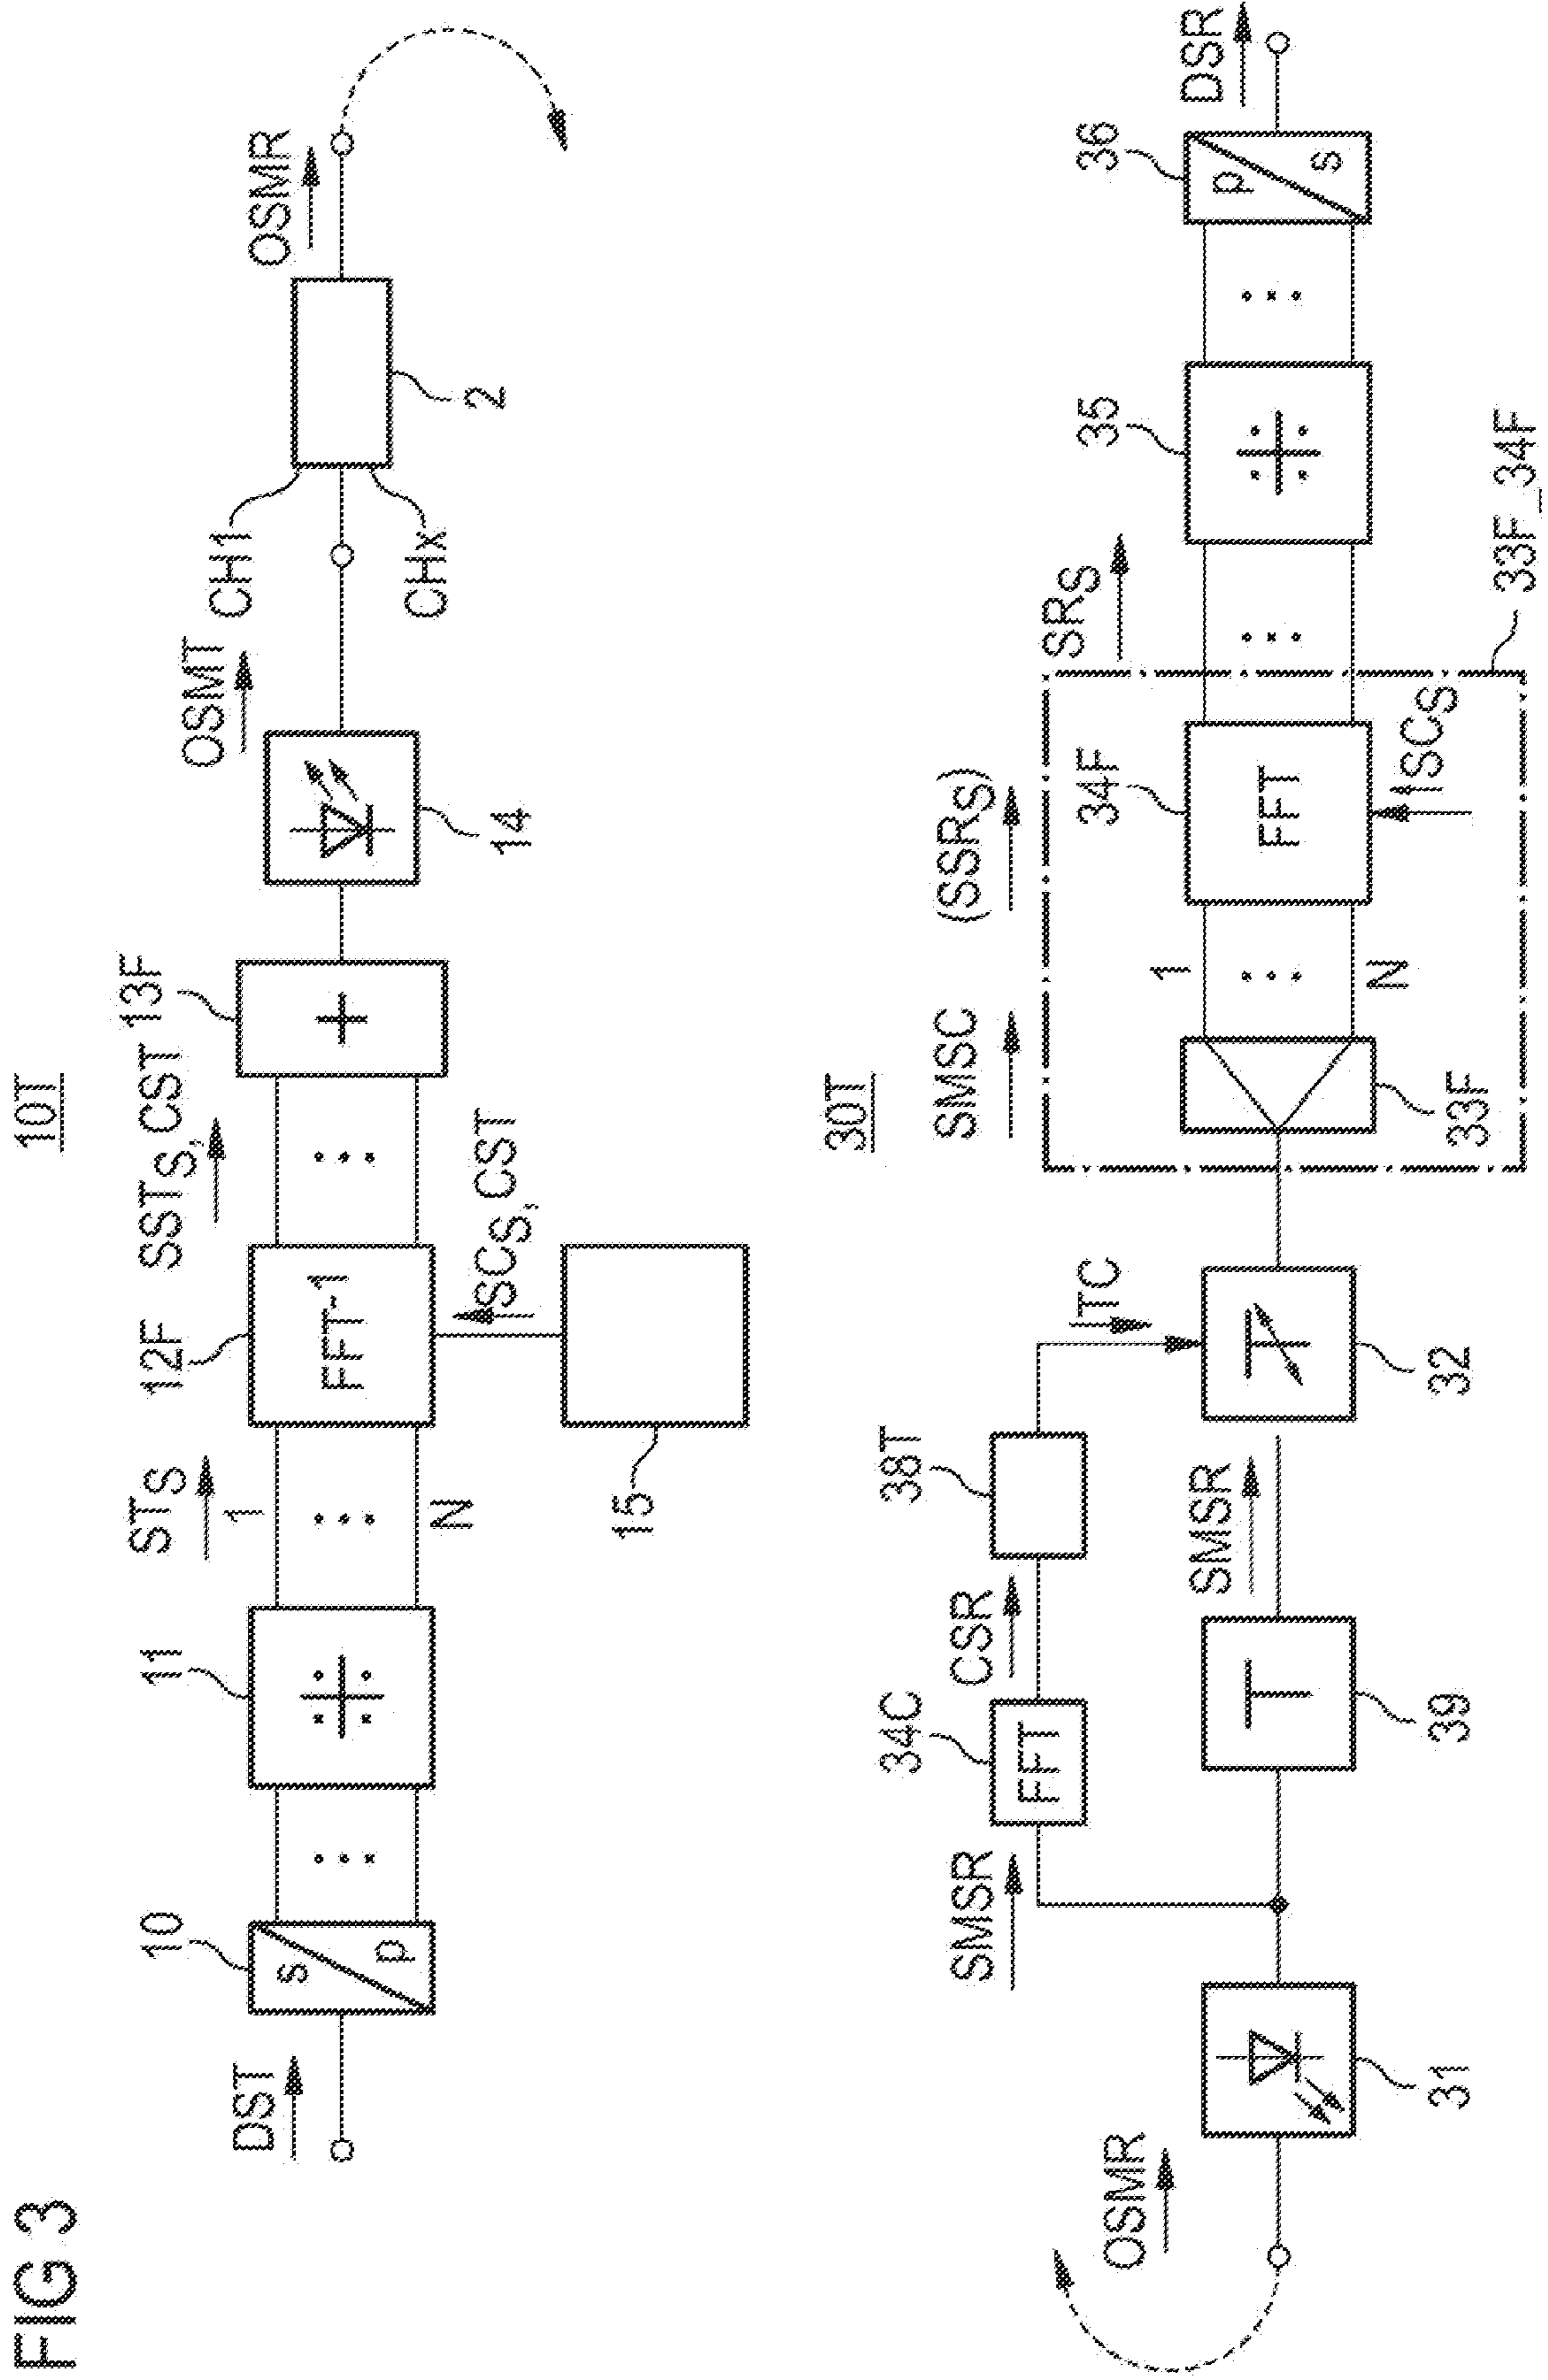 FIG 3
10T
DST
10
s
p
11
STS
1
N
12F
FFT-1
SSTS, CST
SCS, CST
15
13F
+
14
OSMT
CH1
CHx
2
OSMR
30T
OSMR
31
SMSR
34C
FFT
CSR
38T
TC
39
T
SMSR
32
SMSC
33F
1
N
(SSRS)
34F
FFT
SCS
33F_34F
SRS
35
36
p
s
DSR